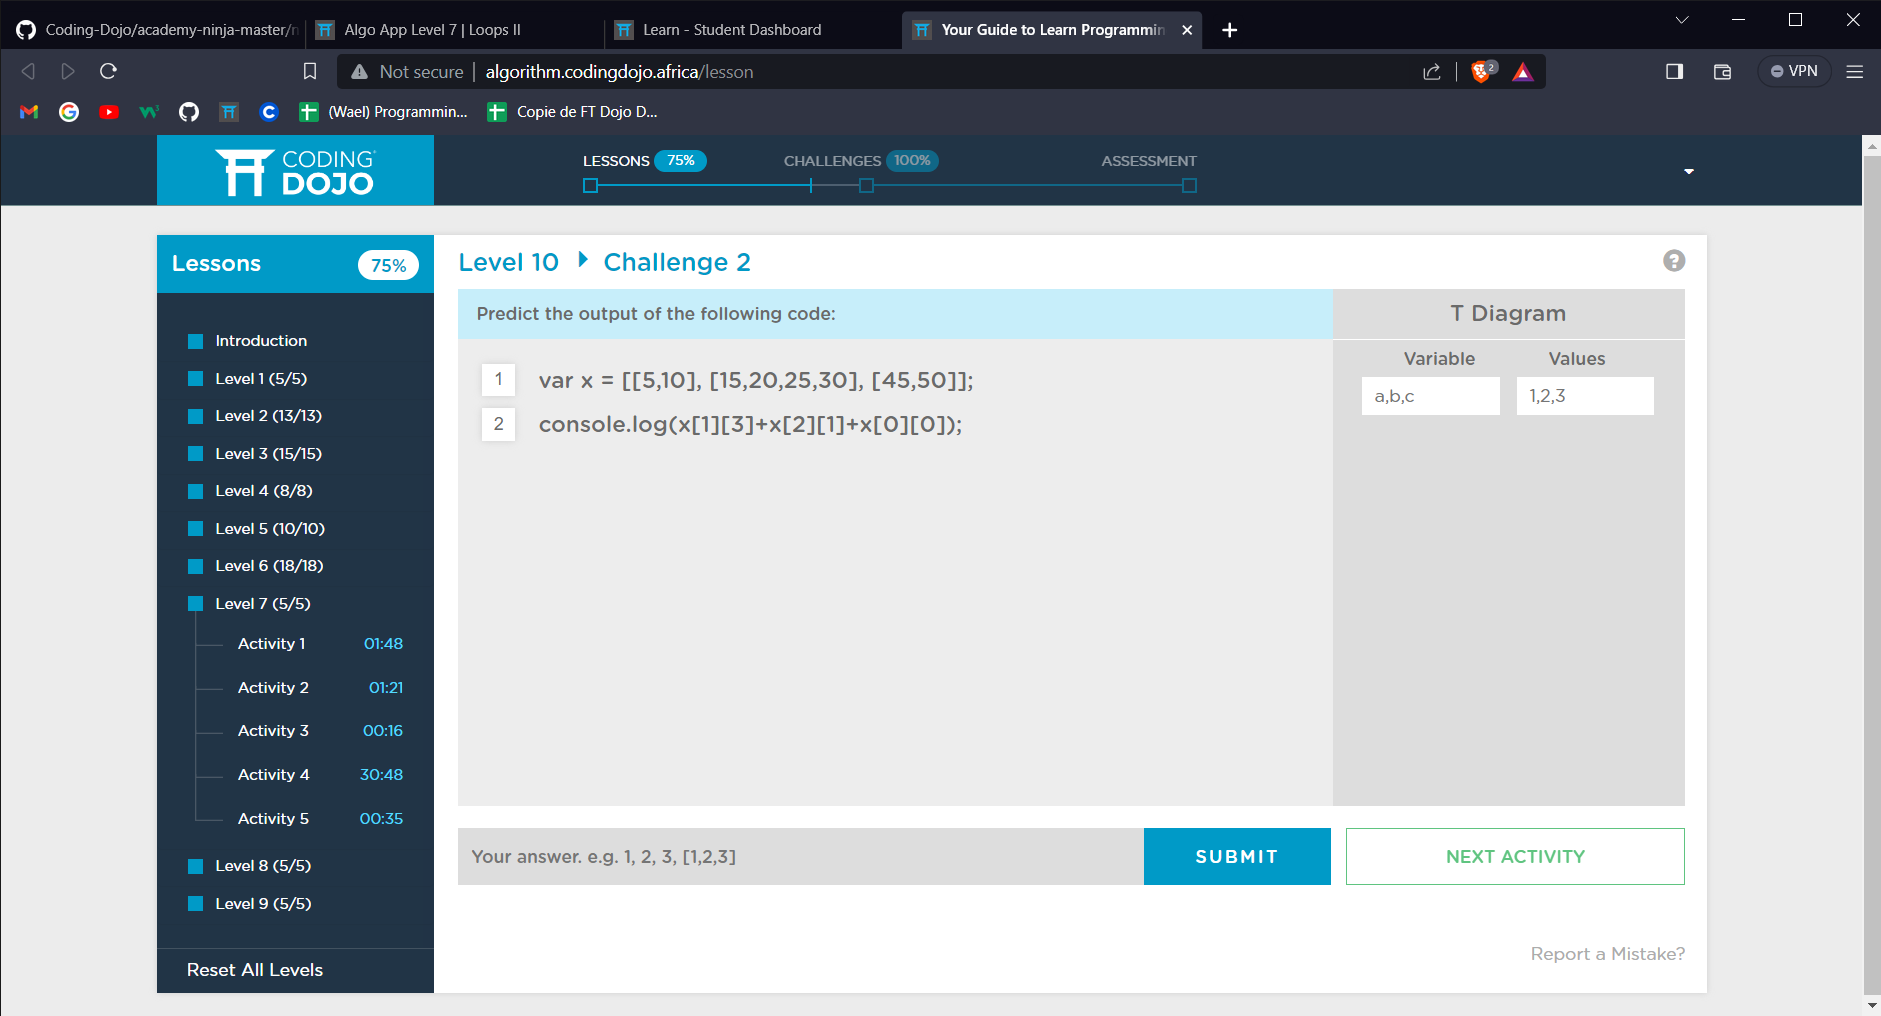 Coding-Dojo/academy-ninja-master/n
Algo App Level 7 | Loops II
Learn - Student Dashboard
Your Guide to Learn Programmin
Not secure
algorithm.codingdojo.africa/lesson
2
VPN
(Wael) Programmin...
Copie de FT Dojo D...
CODING
DOJO
LESSONS 75%
CHALLENGES 100%
ASSESSMENT
Lessons 75%
Introduction
Level 1 (5/5)
Level 2 (13/13)
Level 3 (15/15)
Level 4 (8/8)
Level 5 (10/10)
Level 6 (18/18)
Level 7 (5/5)
Activity 1 01:48
Activity 2 01:21
Activity 3 00:16
Activity 4 30:48
Activity 5 00:35
Level 8 (5/5)
Level 9 (5/5)
Reset All Levels
Level 10 Challenge 2
?
Predict the output of the following code:
1 var x = [[5,10], [15,20,25,30], [45,50]];
2 console.log(x[1][3]+x[2][1]+x[0][0]);
T Diagram
Variable Values
a,b,c 1,2,3
Your answer. e.g. 1, 2, 3, [1,2,3]
SUBMIT
NEXT ACTIVITY
Report a Mistake?